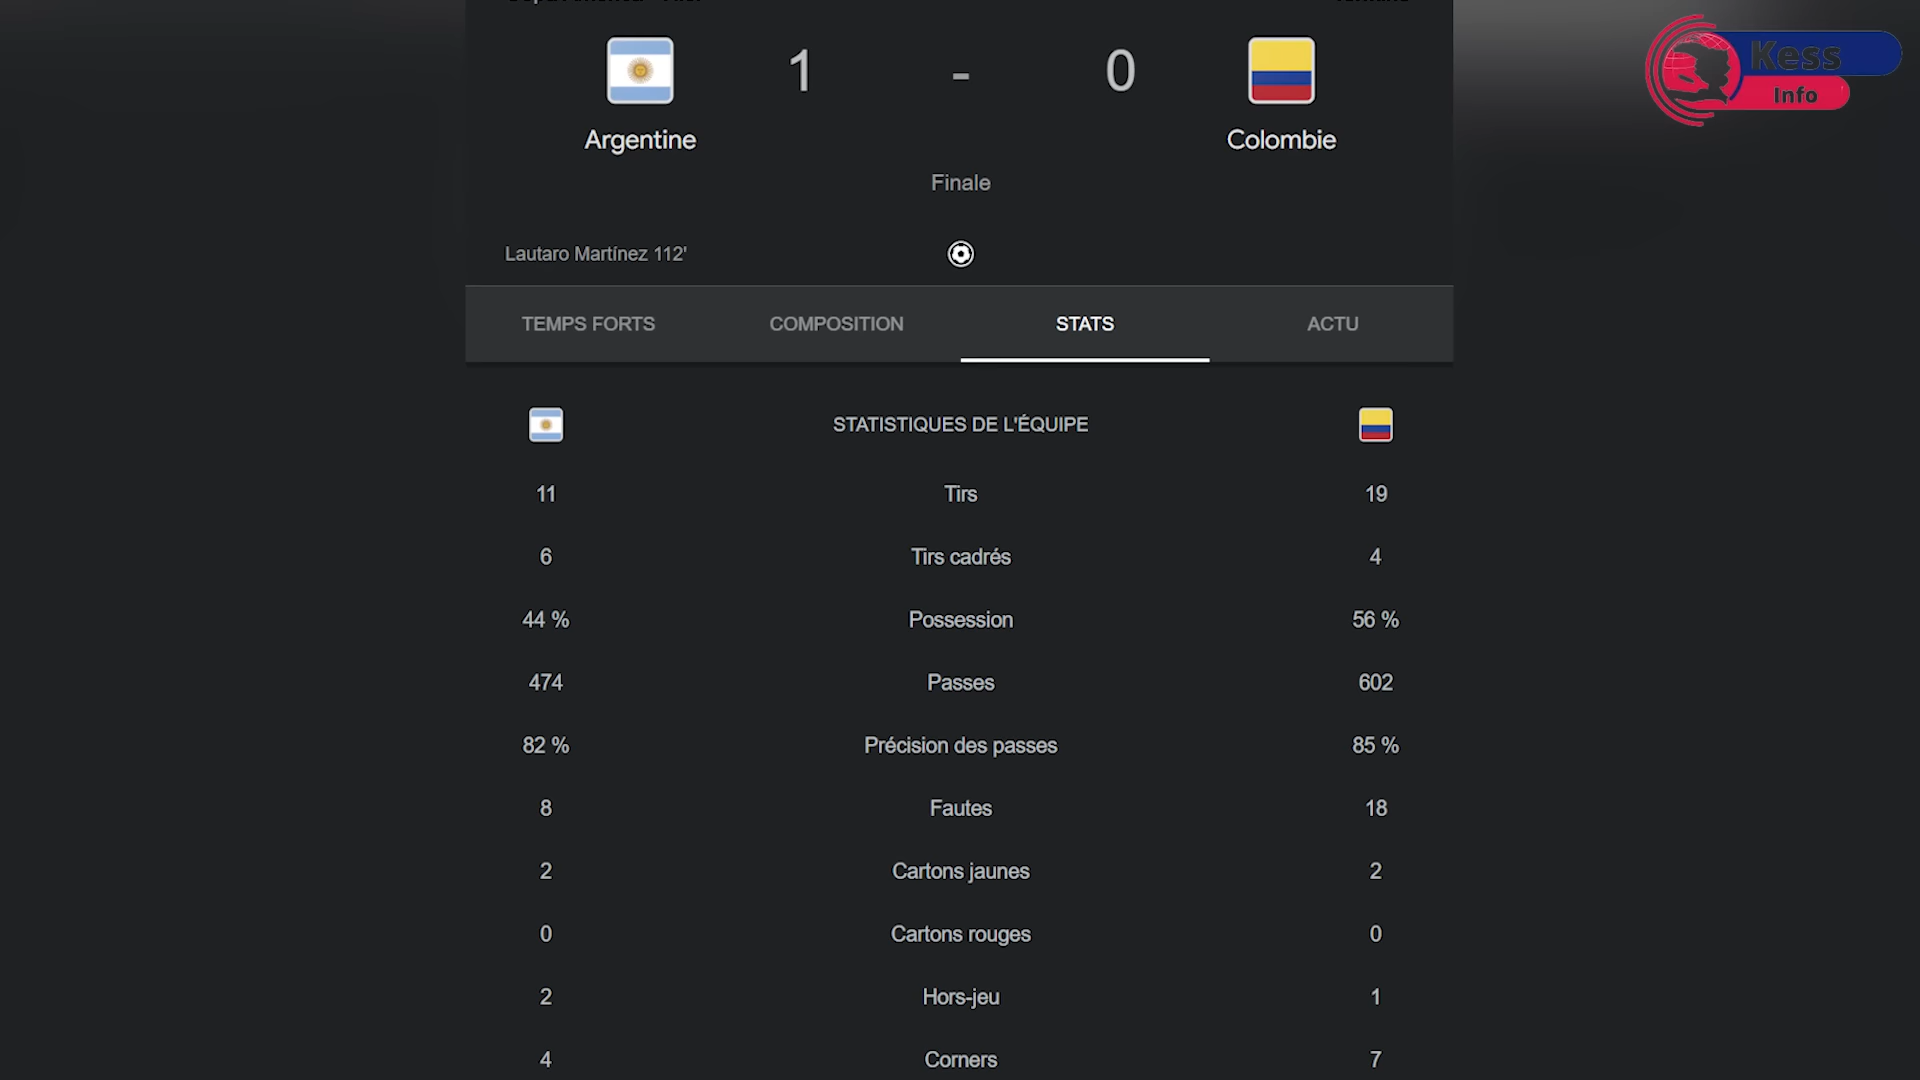 1 - 0
Argentine Colombie
Finale
Lautaro Martínez 112'
TEMPS FORTS COMPOSITION STATS ACTU
STATISTIQUES DE L'ÉQUIPE
11 Tirs 19
6 Tirs cadrés 4
44 % Possession 56 %
474 Passes 602
82 % Précision des passes 85 %
8 Fautes 18
2 Cartons jaunes 2
0 Cartons rouges 0
2 Hors-jeu 1
4 Corners 7
Kess
Info